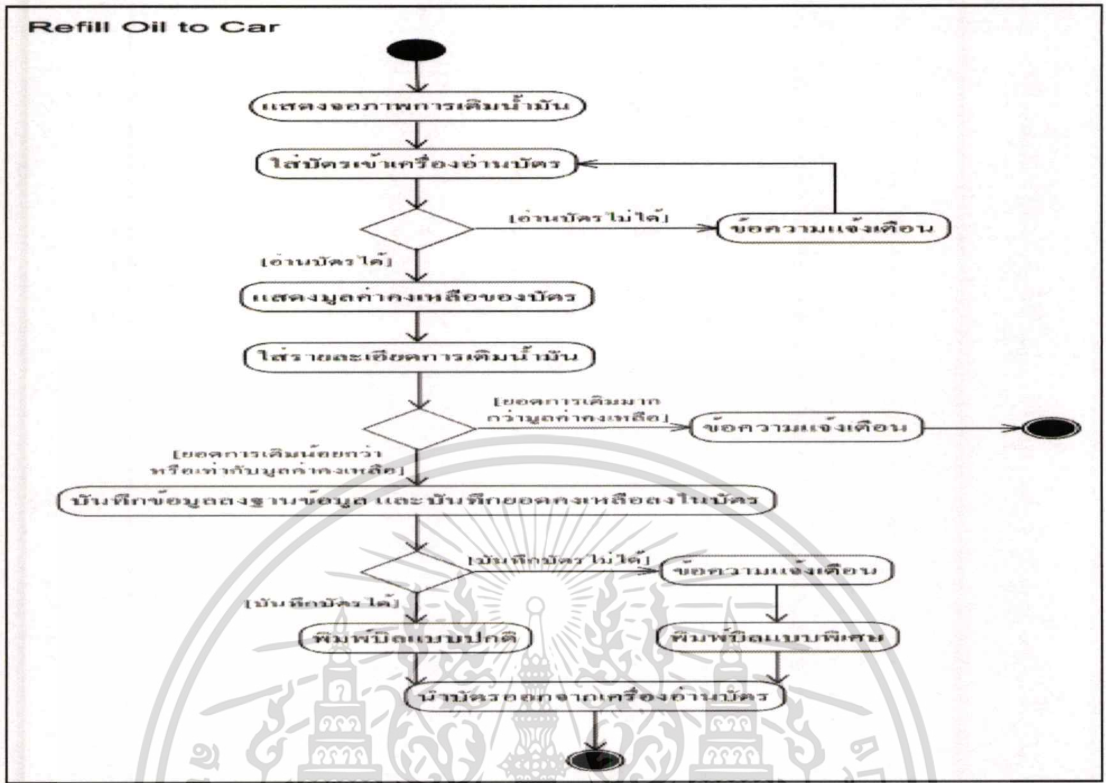 Refill Oil to Car
แสดงจอภาพการเติมน้ำมัน
ใส่บัตรเข้าเครื่องอ่านบัตร
[อ่านบัตรไม่ได้]
ข้อความแจ้งเตือน
[อ่านบัตรได้]
แสดงมูลค่าคงเหลือของบัตร
ใส่รายละเอียดการเติมน้ำมัน
[ยอดการเติมมาก
กว่ามูลค่าคงเหลือ]
ข้อความแจ้งเตือน
[ยอดการเติมน้อยกว่า
หรือเท่ากับมูลค่าคงเหลือ]
บันทึกข้อมูลลงฐานข้อมูล และบันทึกยอดคงเหลือลงในบัตร
[บันทึกบัตรไม่ได้]
ข้อความแจ้งเตือน
[บันทึกบัตรได้]
พิมพ์บิลแบบปกติ
พิมพ์บิลแบบพิเศษ
นำบัตรออกจากเครื่องอ่านบัตร